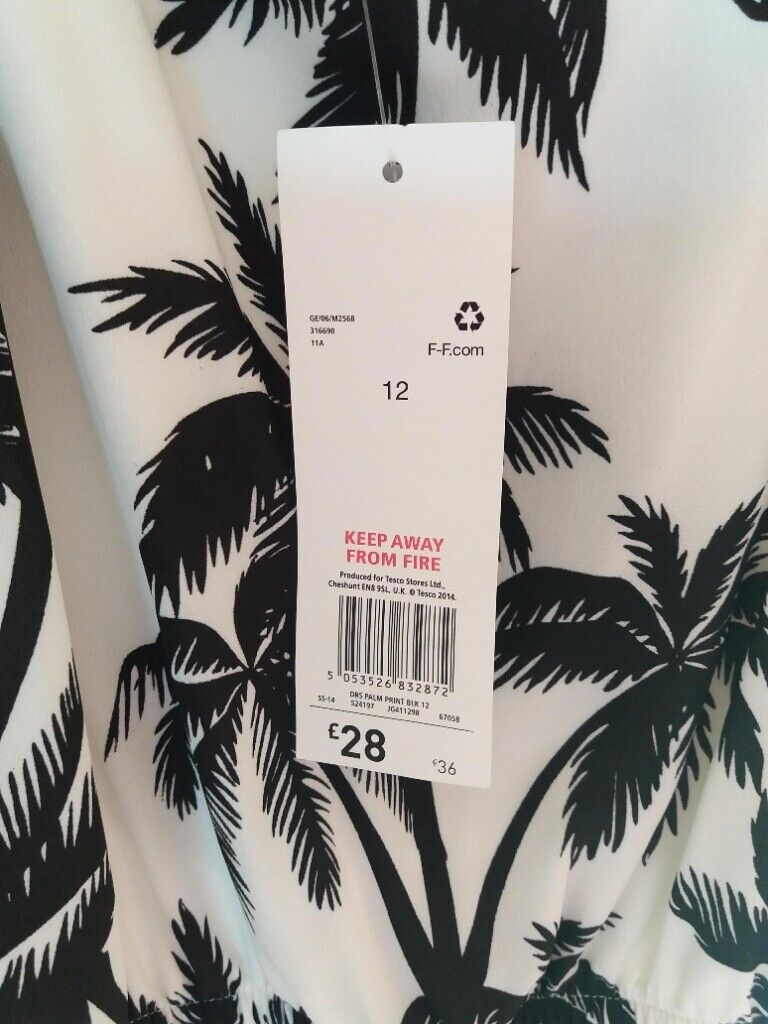 GE/06/M2568
316690
11A
F-F.com
12
KEEP AWAY
FROM FIRE
Produced for Tesco Stores Ltd.,
Cheshunt EN8 9SL, U.K. © Tesco 2014.
5 053526 832872
DRS PALM PRINT BLK 12
SS-14 524197 JG411298 67058
£28
€36